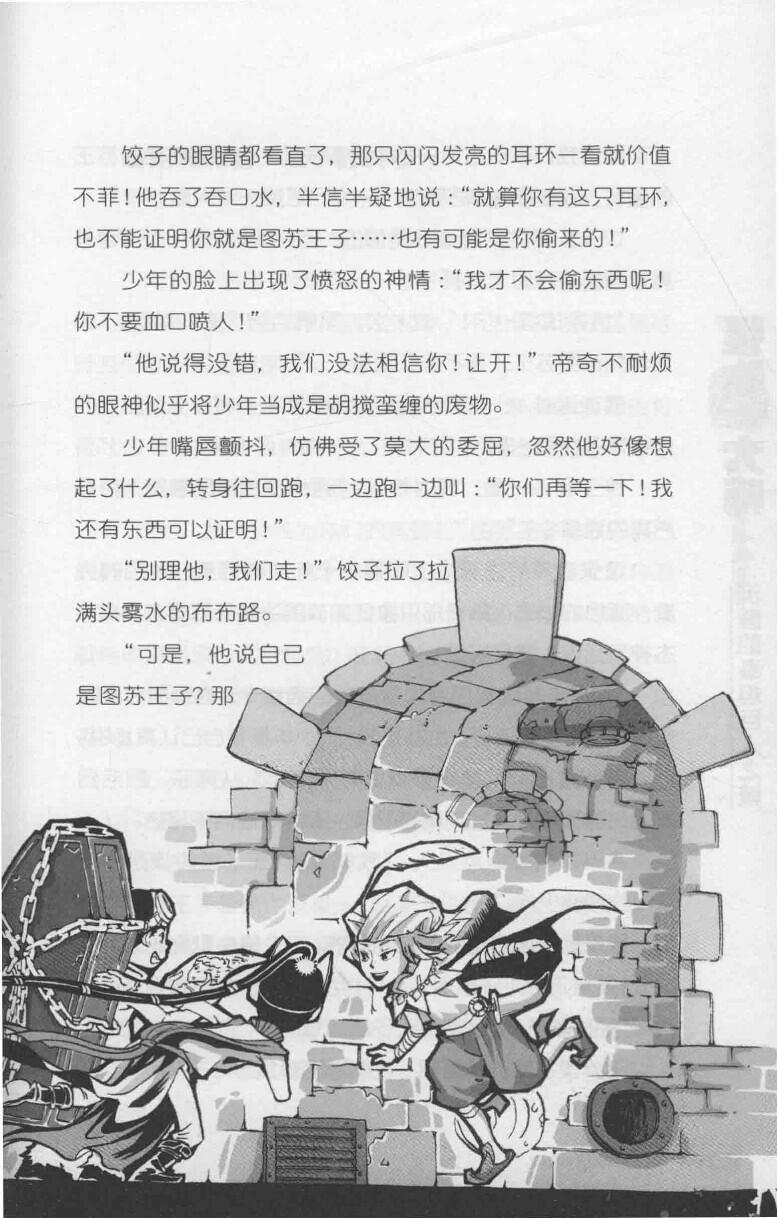 饺子的眼睛都看直了，那只闪闪发亮的耳环一看就价值
不菲！他吞了吞口水，半信半疑地说：“就算你有这只耳环，
也不能证明你就是图苏王子……也有可能是你偷来的！”
少年的脸上出现了愤怒的神情：“我才不会偷东西呢！
你不要血口喷人！”
“他说得没错，我们没法相信你！让开！”帝奇不耐烦
的眼神似乎将少年当成是胡搅蛮缠的废物。
少年嘴唇颤抖，仿佛受了莫大的委屈，忽然他好像想
起了什么，转身往回跑，一边跑一边叫：“你们再等一下！我
还有东西可以证明！”
“别理他，我们走！”饺子拉了拉
满头雾水的布布路。
“可是，他说自己
是图苏王子？那